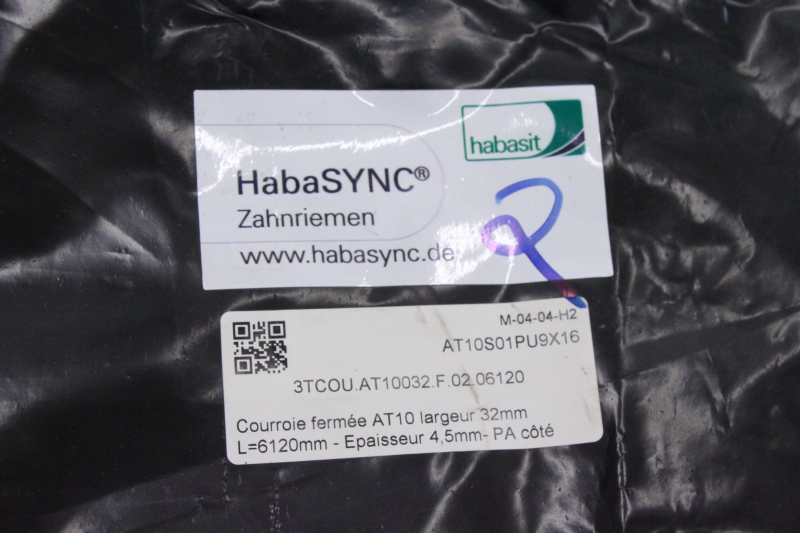 habasit
HabaSYNC®
Zahnriemen
www.habasync.de
M-04-04-H2
AT10S01PU9X16
3TCOU.AT10032.F.02.06120
Courroie fermée AT10 largeur 32mm
L=6120mm - Epaisseur 4,5mm- PA côté